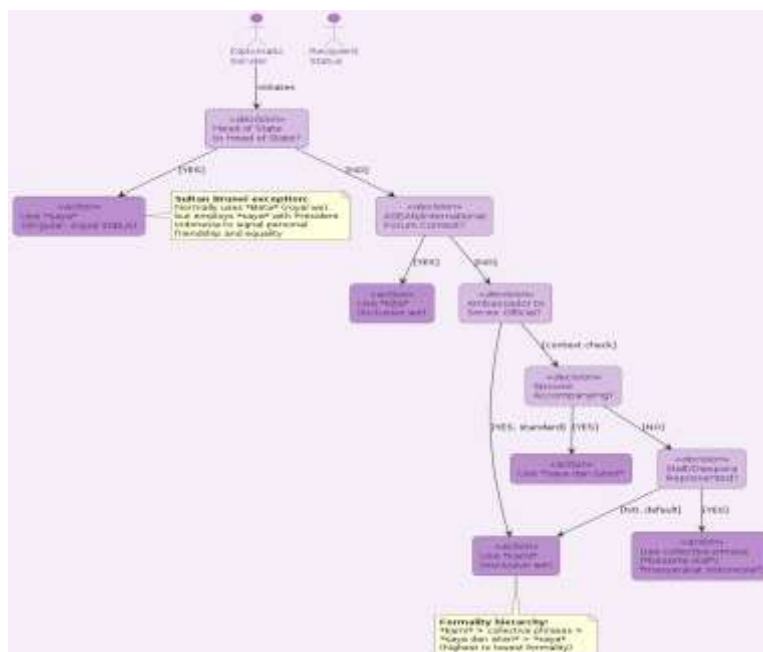 Diplomatic
Sender
Recipient
Status
initiates
«decision»
Head of State
to Head of State?
[YES]
[NO]
«action»
Use *saya*
(singular, equal status)
Sultan Brunei exception:
Normally uses *Beta* (royal we)
but employs *saya* with President
Indonesia to signal personal
friendship and equality
«decision»
ASEAN/International
Forum Context?
[YES]
[NO]
«action»
Use *kita*
(inclusive we)
«decision»
Ambassador or
Senior Official?
[context check]
«decision»
Spouse
Accompanying?
[YES, standard]
[YES]
[NO]
«action»
Use *saya dan isteri*
«decision»
Staff/Diaspora
Represented?
[NO, default]
[YES]
«action»
Use *kami*
(exclusive we)
«action»
Use collective phrases
*Masyarakat Indonesia*
Formality hierarchy:
*kami* > collective phrases >
*saya dan isteri* > *saya*
(highest to lowest formality)